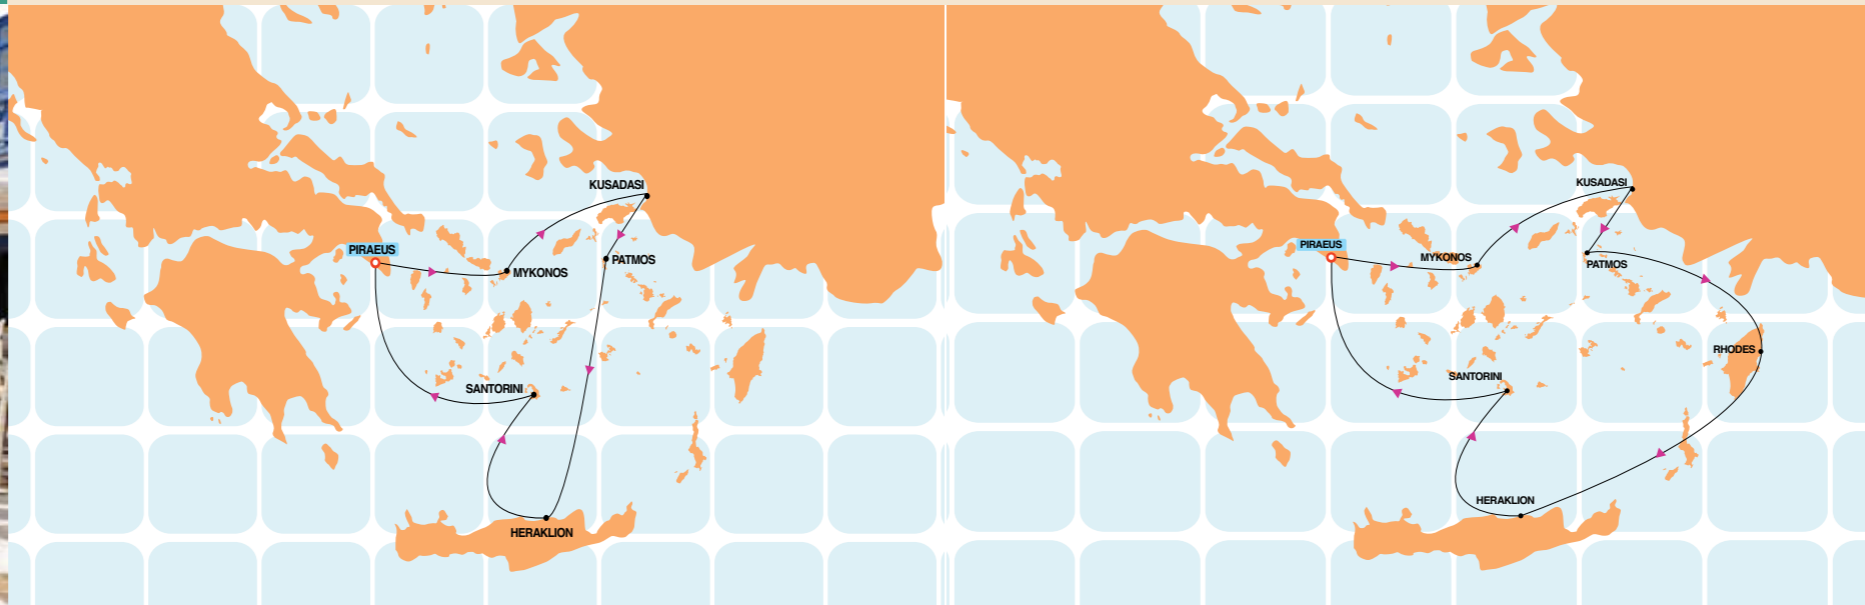 KUSADASI
PIRAEUS
MYKONOS
PATMOS
SANTORINI
HERAKLION
KUSADASI
PIRAEUS
MYKONOS
PATMOS
RHODES
SANTORINI
HERAKLION